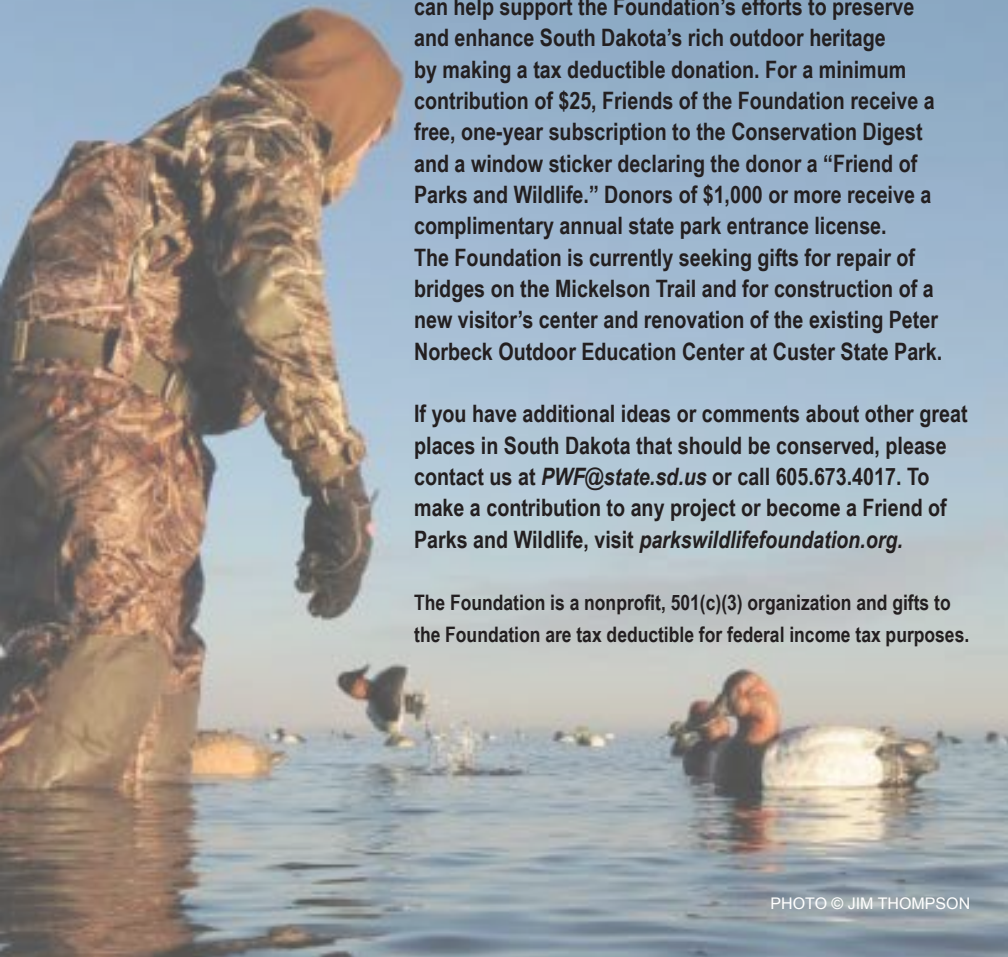 can help support the Foundation's efforts to preserve
and enhance South Dakota's rich outdoor heritage
by making a tax deductible donation. For a minimum
contribution of $25, Friends of the Foundation receive a
free, one-year subscription to the Conservation Digest
and a window sticker declaring the donor a “Friend of
Parks and Wildlife.” Donors of $1,000 or more receive a
complimentary annual state park entrance license.
The Foundation is currently seeking gifts for repair of
bridges on the Mickelson Trail and for construction of a
new visitor's center and renovation of the existing Peter
Norbeck Outdoor Education Center at Custer State Park.
If you have additional ideas or comments about other great
places in South Dakota that should be conserved, please
contact us at PWF@state.sd.us or call 605.673.4017. To
make a contribution to any project or become a Friend of
Parks and Wildlife, visit parkswildlifefoundation.org.
The Foundation is a nonprofit, 501(c)(3) organization and gifts to
the Foundation are tax deductible for federal income tax purposes.
PHOTO © JIM THOMPSON